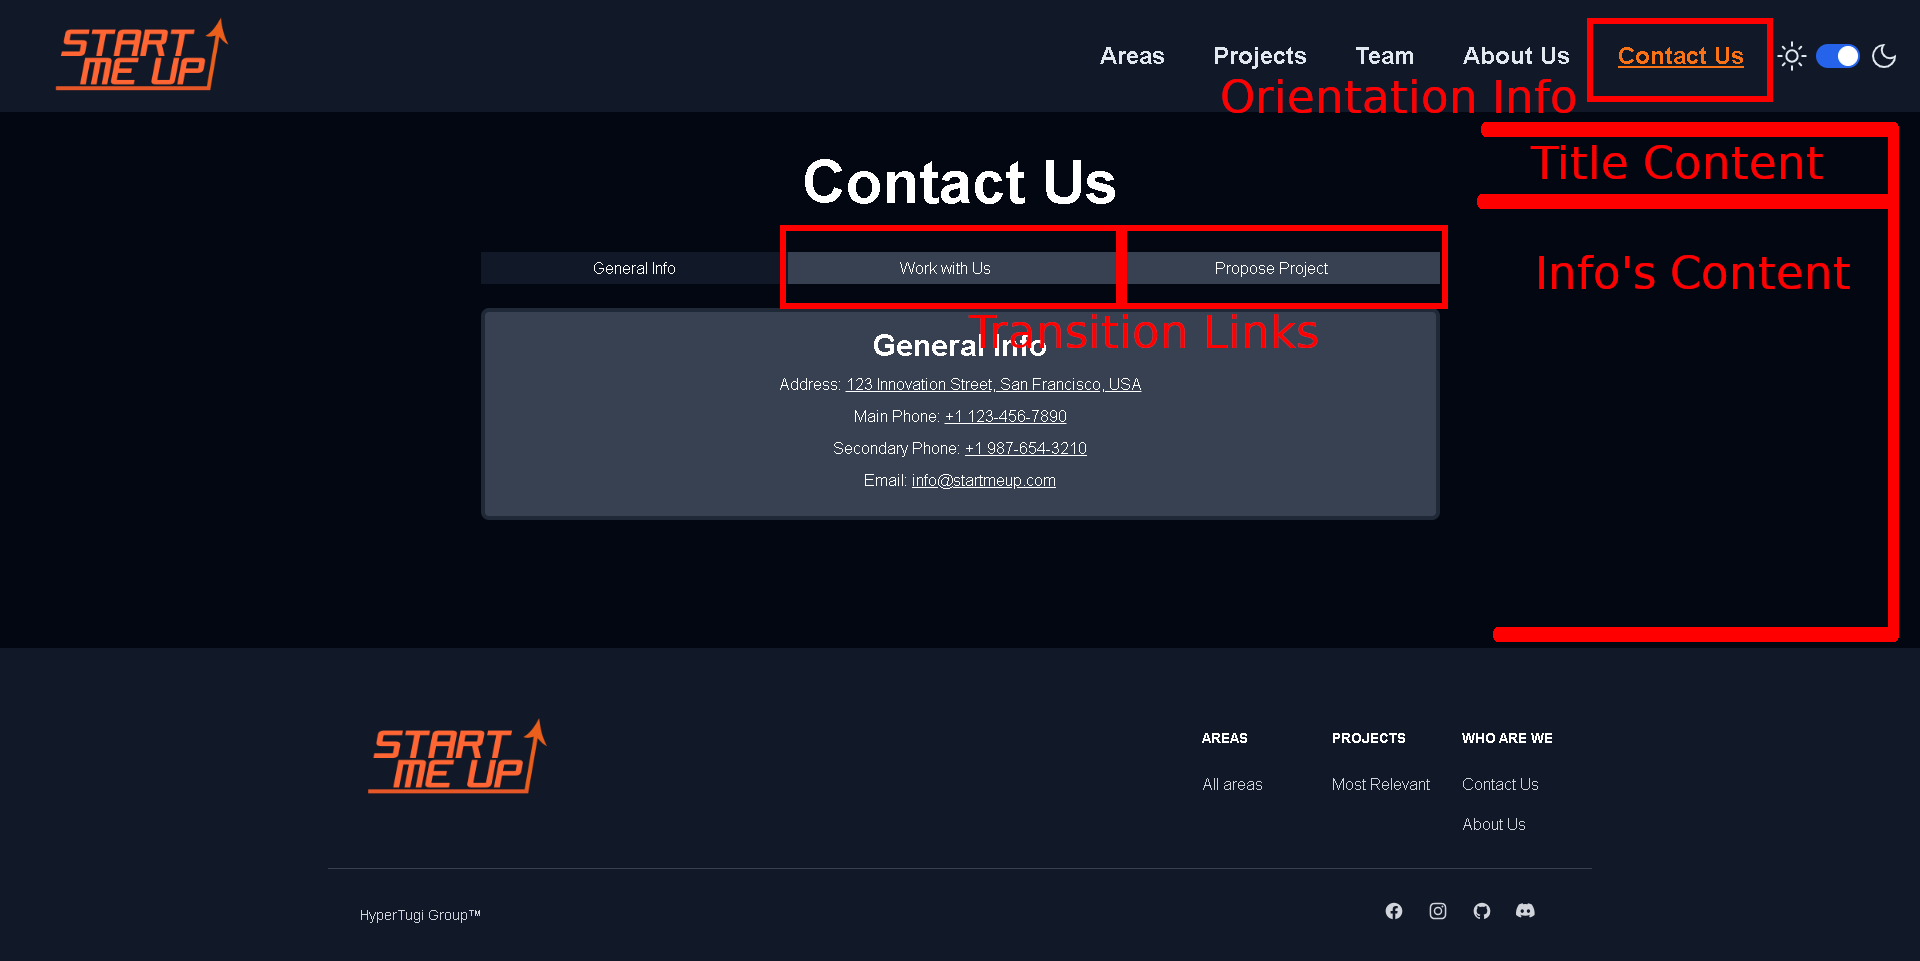 START
ME UP
Areas Projects Team About Us Contact Us
Orientation Info
Title Content
Contact Us
General Info Work with Us Propose Project
Info's Content
Transition Links
General Info
Address: 123 Innovation Street, San Francisco, USA
Main Phone: +1 123-456-7890
Secondary Phone: +1 987-654-3210
Email: info@startmeup.com
START
ME UP
AREAS PROJECTS WHO ARE WE
All areas Most Relevant Contact Us
About Us
HyperTugi Group™